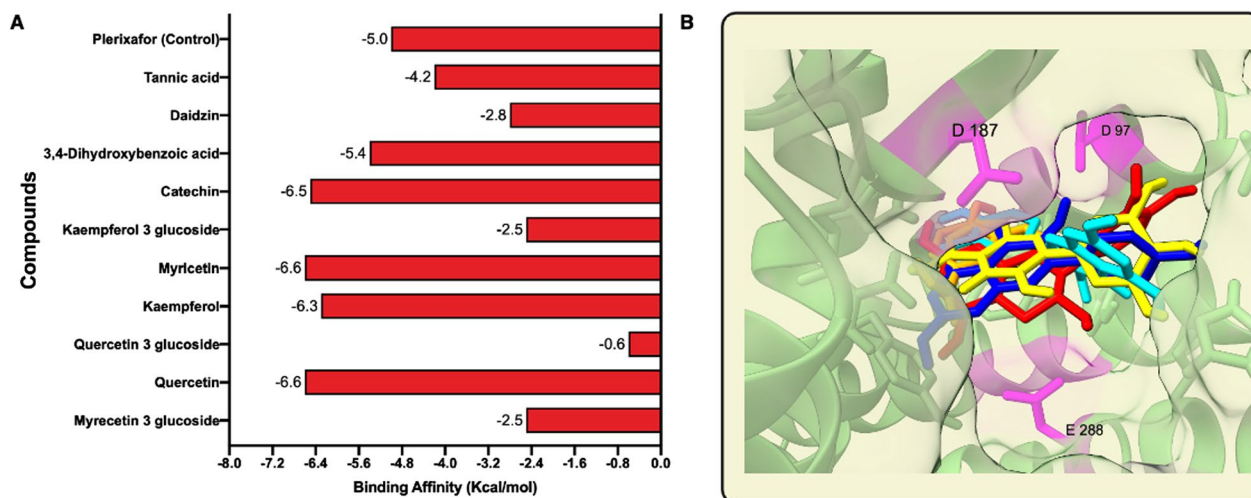 A
Compounds
Plerixafor (Control)
-5.0
Tannic acid
-4.2
Daidzin
-2.8
3,4-Dihydroxybenzoic acid
-5.4
Catechin
-6.5
Kaempferol 3 glucoside
-2.5
Myricetin
-6.6
Kaempferol
-6.3
Quercetin 3 glucoside
-0.6
Quercetin
-6.6
Myrecetin 3 glucoside
-2.5
-8.0 -7.2 -6.4 -5.6 -4.8 -4.0 -3.2 -2.4 -1.6 -0.8 0.0
Binding Affinity (Kcal/mol)
B
D 187
D 97
E 288